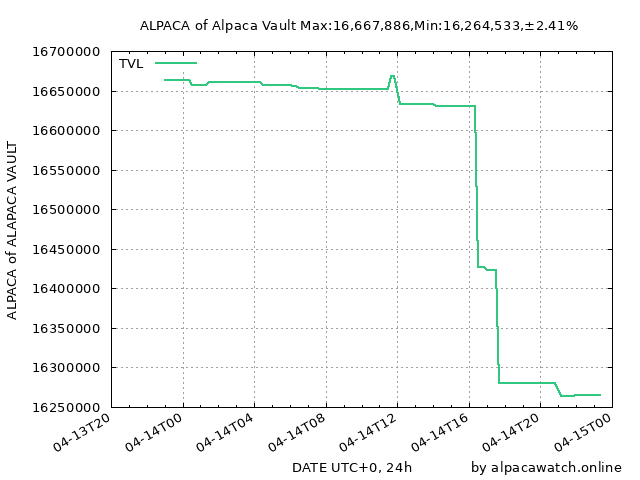 ALPACA of Alpaca Vault Max:16,667,886,Min:16,264,533,±2.41%
TVL
ALPACA of ALAPACA VAULT
16700000
16650000
16600000
16550000
16500000
16450000
16400000
16350000
16300000
16250000
04-13T20
04-14T00
04-14T04
04-14T08
04-14T12
04-14T16
04-14T20
04-15T00
DATE UTC+0, 24h
by alpacawatch.online